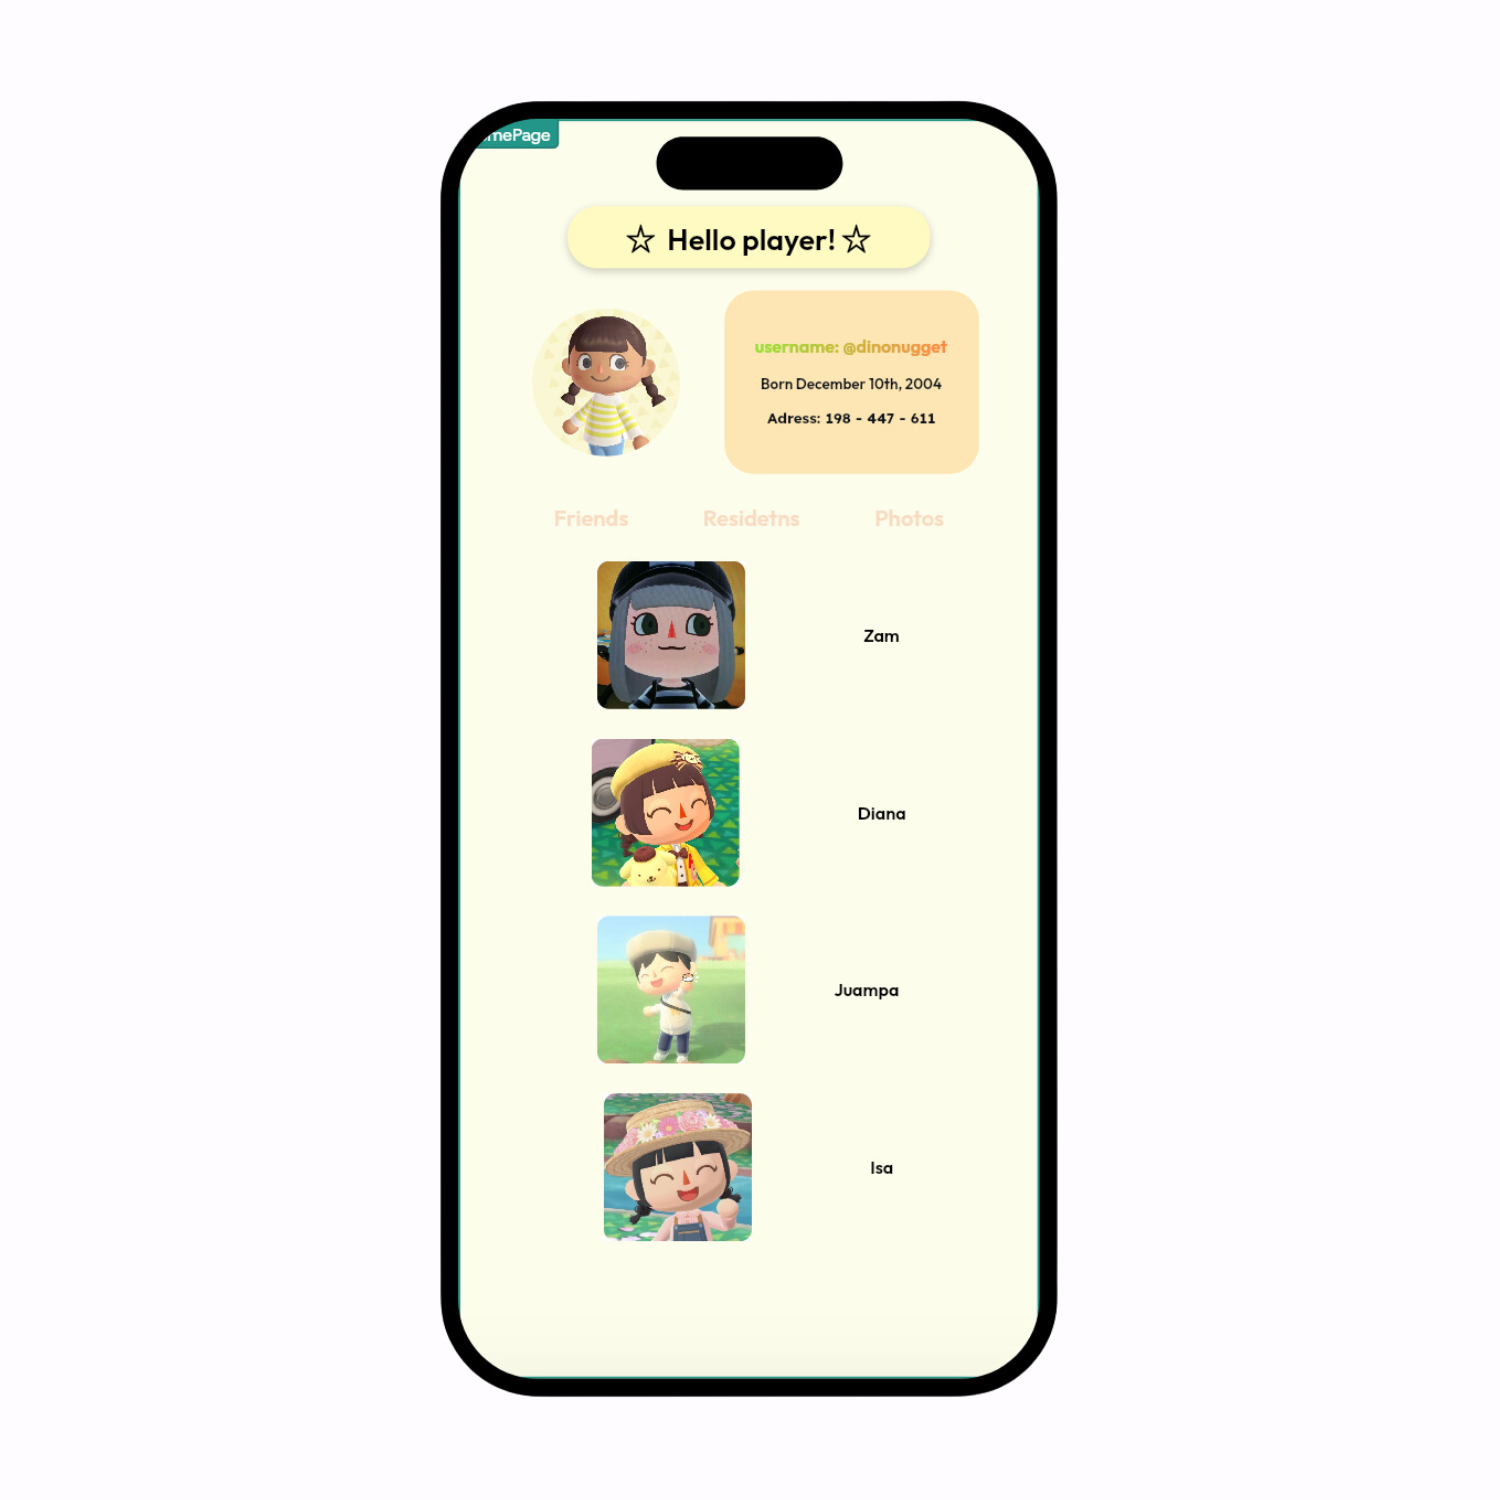 mePage
☆ Hello player! ☆
username: @dinonugget
Born December 10th, 2004
Adress: 198 - 447 - 611
Friends Residetns Photos
Zam
Diana
Juampa
Isa